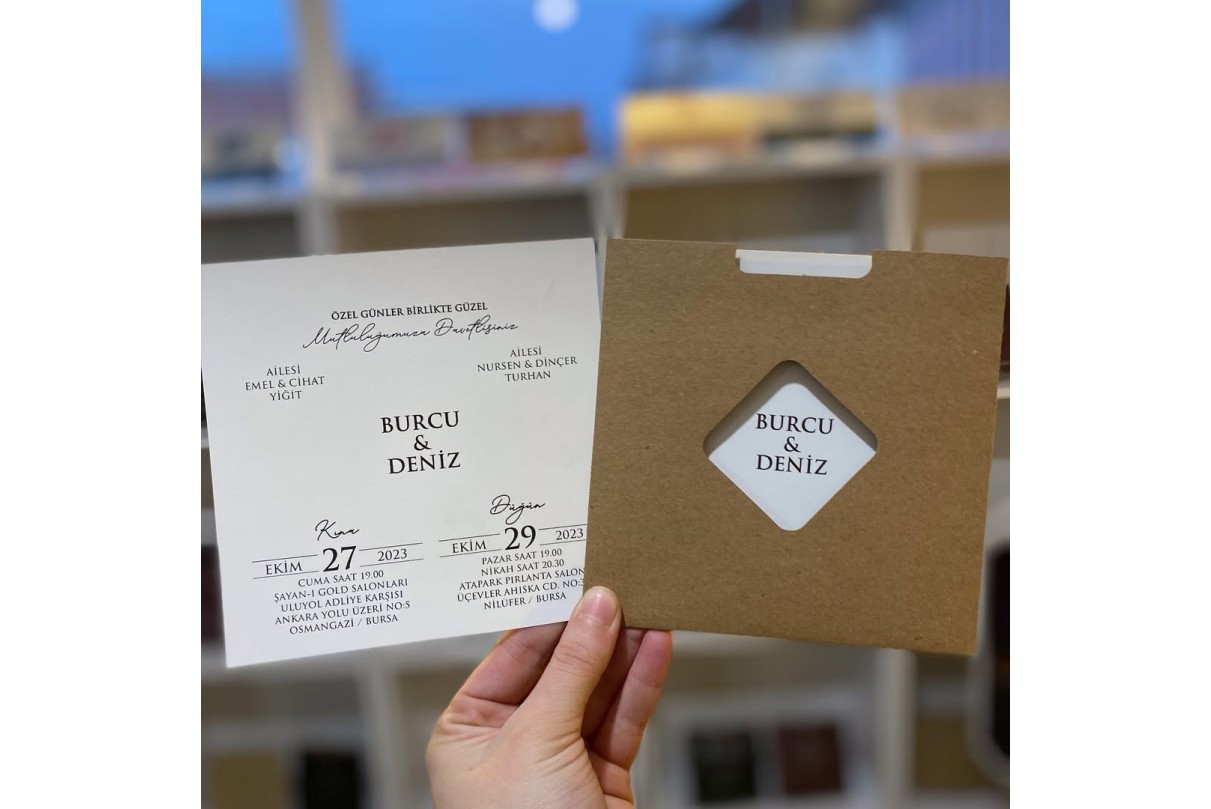 ÖZEL GÜNLER BİRLİKTE GÜZEL
Mutluluğumuza Davetlisiniz
AİLESİ
EMEL & CİHAT
YİĞİT
AİLESİ
NURSEN & DİNÇER
TURHAN
BURCU
&
DENİZ
Kına
EKİM 27 2023
CUMA SAAT 19.00
ŞAYAN-1 GOLD SALONLARI
ULUYOL ADLİYE KARŞISI
ANKARA YOLU ÜZERİ NO:5
OSMANGAZİ / BURSA
Düğün
EKİM 29 2023
PAZAR SAAT 19.00
NİKAH SAAT 20.30
ATAPARK PIRLANTA SALON
ÜÇEVLER AHISKA CD. NO:
NİLÜFER / BURSA
BURCU
&
DENİZ